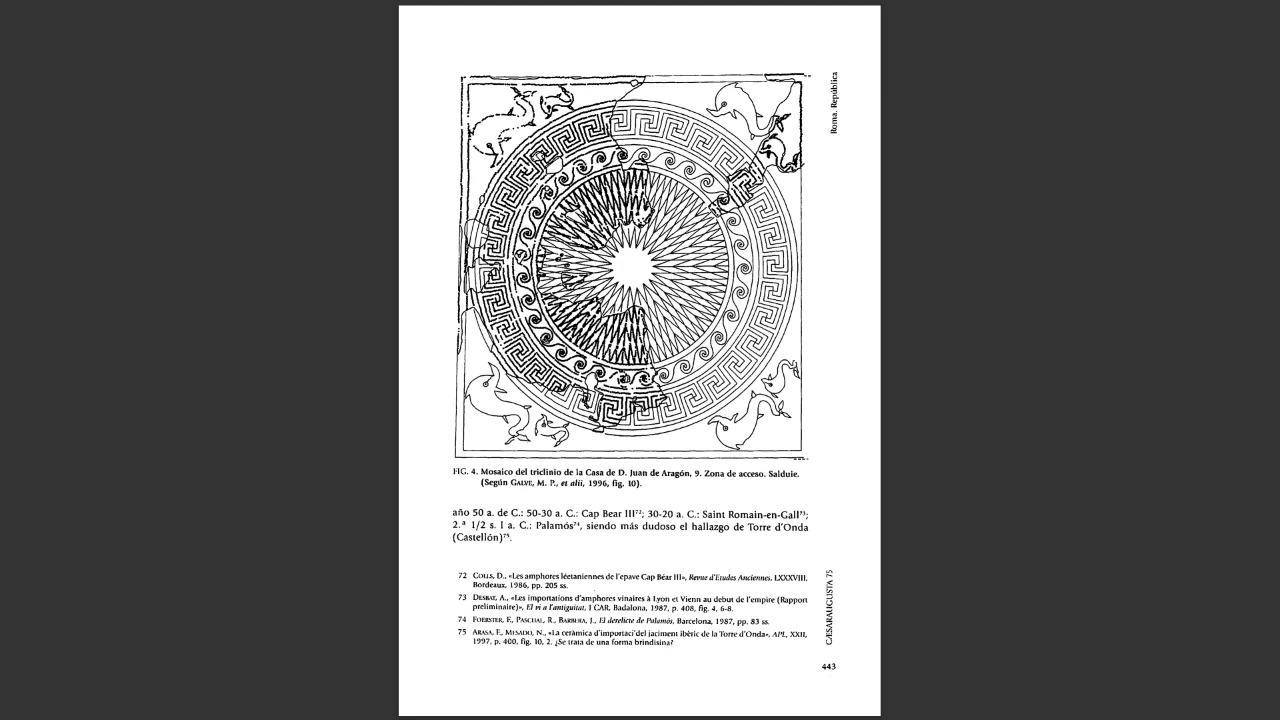 Roma. República
FIG. 4. Mosaico del triclinio de la Casa de D. Juan de Aragón, 9. Zona de acceso. Salduie.
(Según GALVE, M. P., et alii, 1996, fig. 10).
año 50 a. de C.: 50-30 a. C.: Cap Bear III⁷²; 30-20 a. C.: Saint Romain-en-Gall⁷³;
2.ª 1/2 s. I a. C.: Palamós⁷⁴, siendo más dudoso el hallazgo de Torre d'Onda
(Castellón)⁷⁵.
72 COLLS, D., «Les amphores léetaniennes de l'epave Cap Béar III», Revue d'Etudes Anciennes, LXXXVIII,
Bordeaux, 1986, pp. 205 ss.
73 DESBAT, A., «Les importations d'amphores vinaires à Lyon et Vienn au debut de l'empire (Rapport
preliminaire)», El vi a l'antiguitat, I CAR, Badalona, 1987, p. 408, fig. 4, 6-8.
74 FOERSTER, F., PASCUAL, R., BARBERA, J., El derelicte de Palamós, Barcelona, 1987, pp. 83 ss.
75 ARASA, F., MESADO, N., «La ceràmica d'importaci'del jaciment ibèric de la Torre d'Onda», APL, XXII,
1997, p. 400, fig. 10, 2. ¿Se trata de una forma brindisina?
CÆSARAUGUSTA 75
443